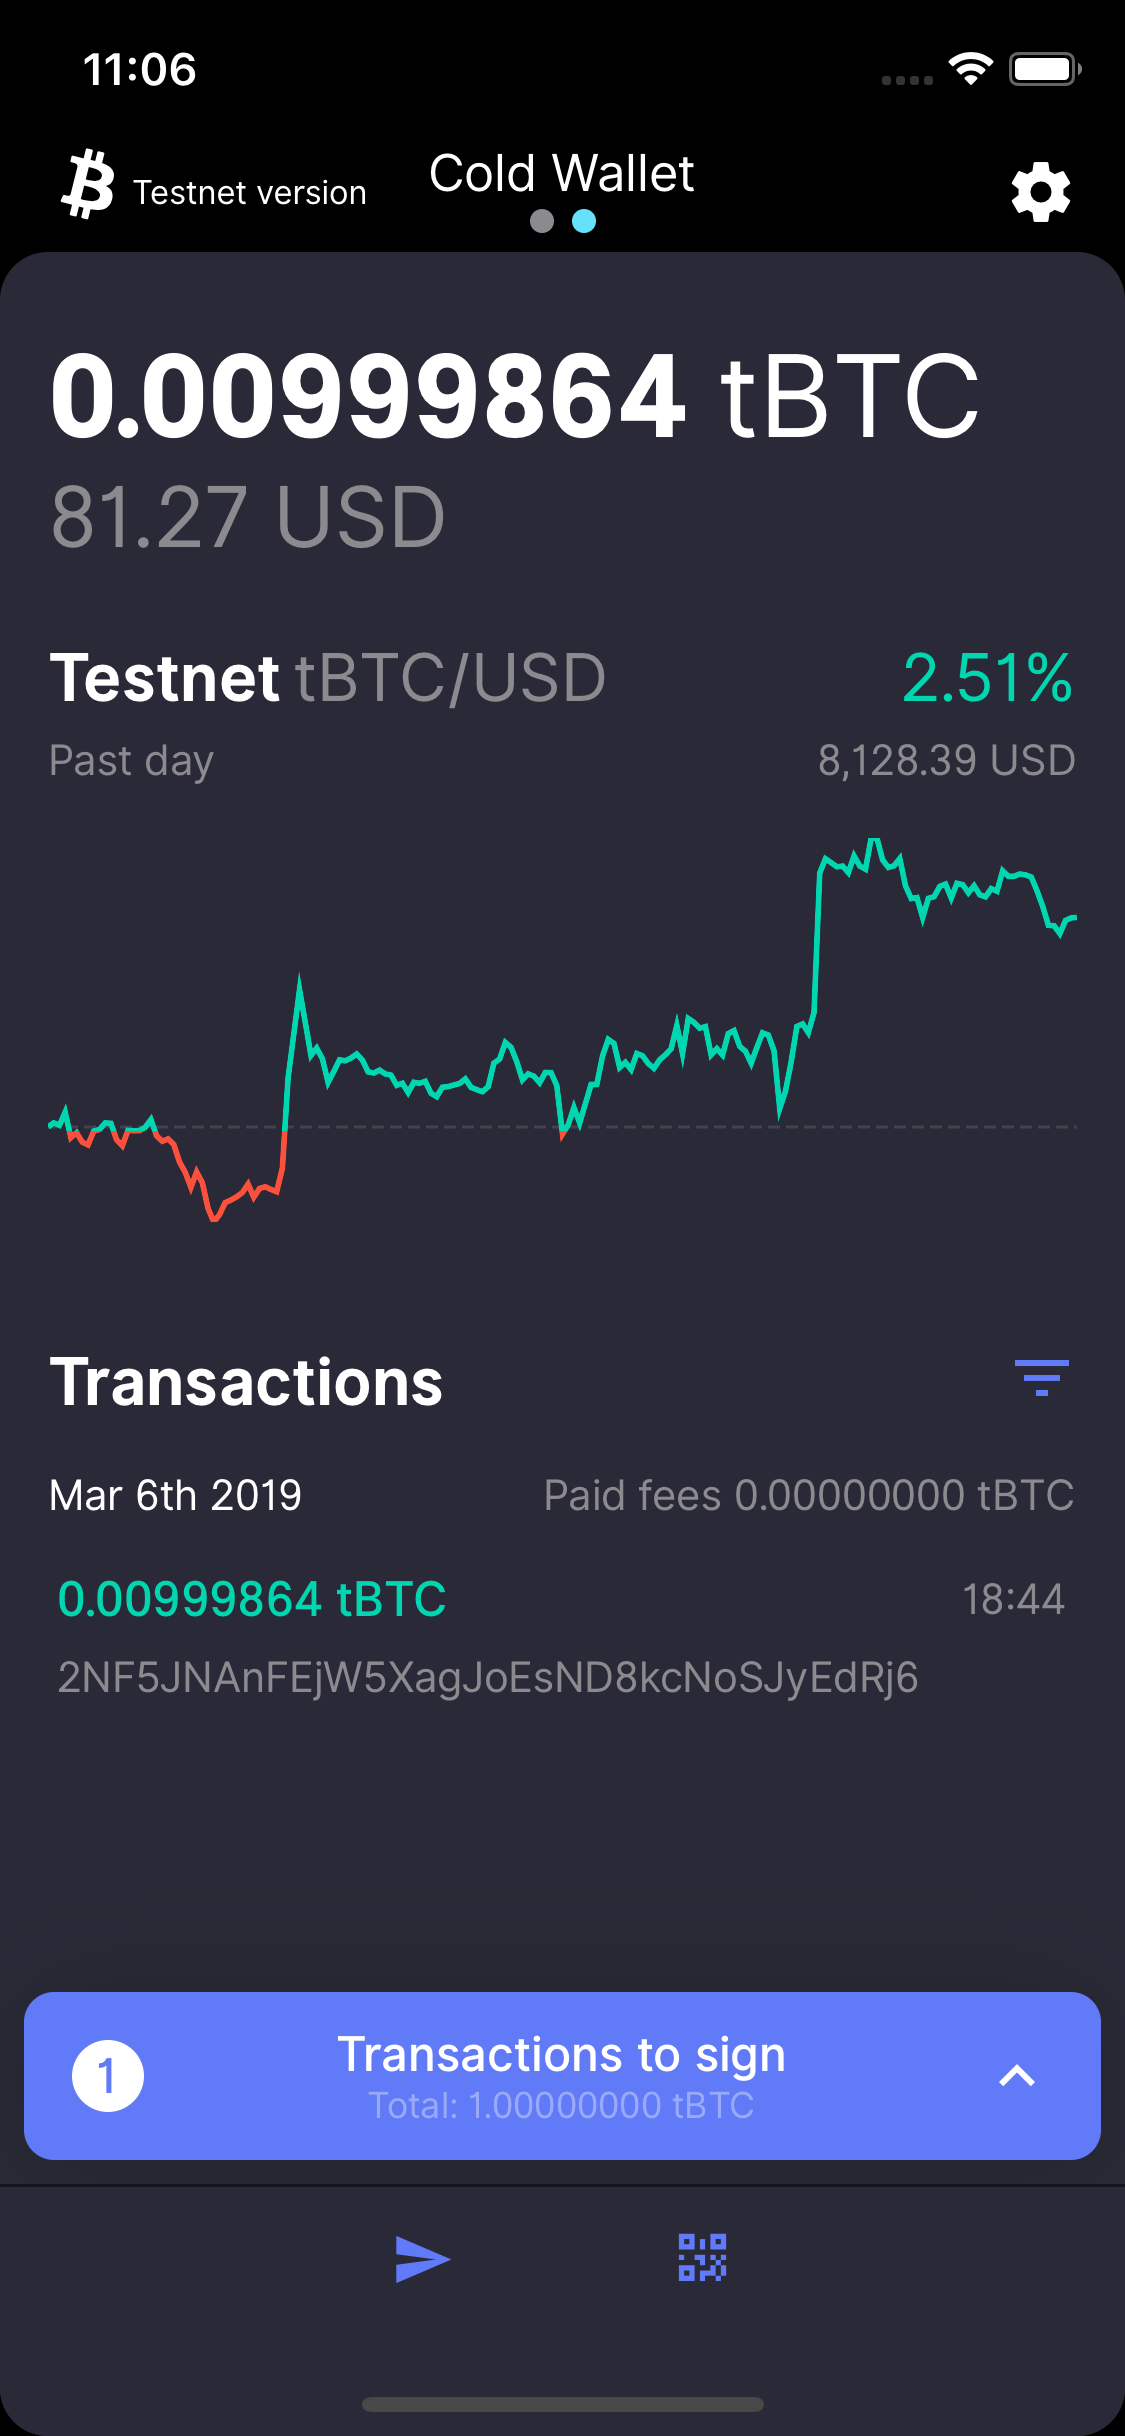 11:06
Testnet version
Cold Wallet
0.00999864 tBTC
81.27 USD
Testnet tBTC/USD 2.51%
Past day 8,128.39 USD
Transactions
Mar 6th 2019 Paid fees 0.00000000 tBTC
0.00999864 tBTC 18:44
2NF5JNAnFEjW5XagJoEsND8kcNoSJyEdRj6
1 Transactions to sign
Total: 1.00000000 tBTC